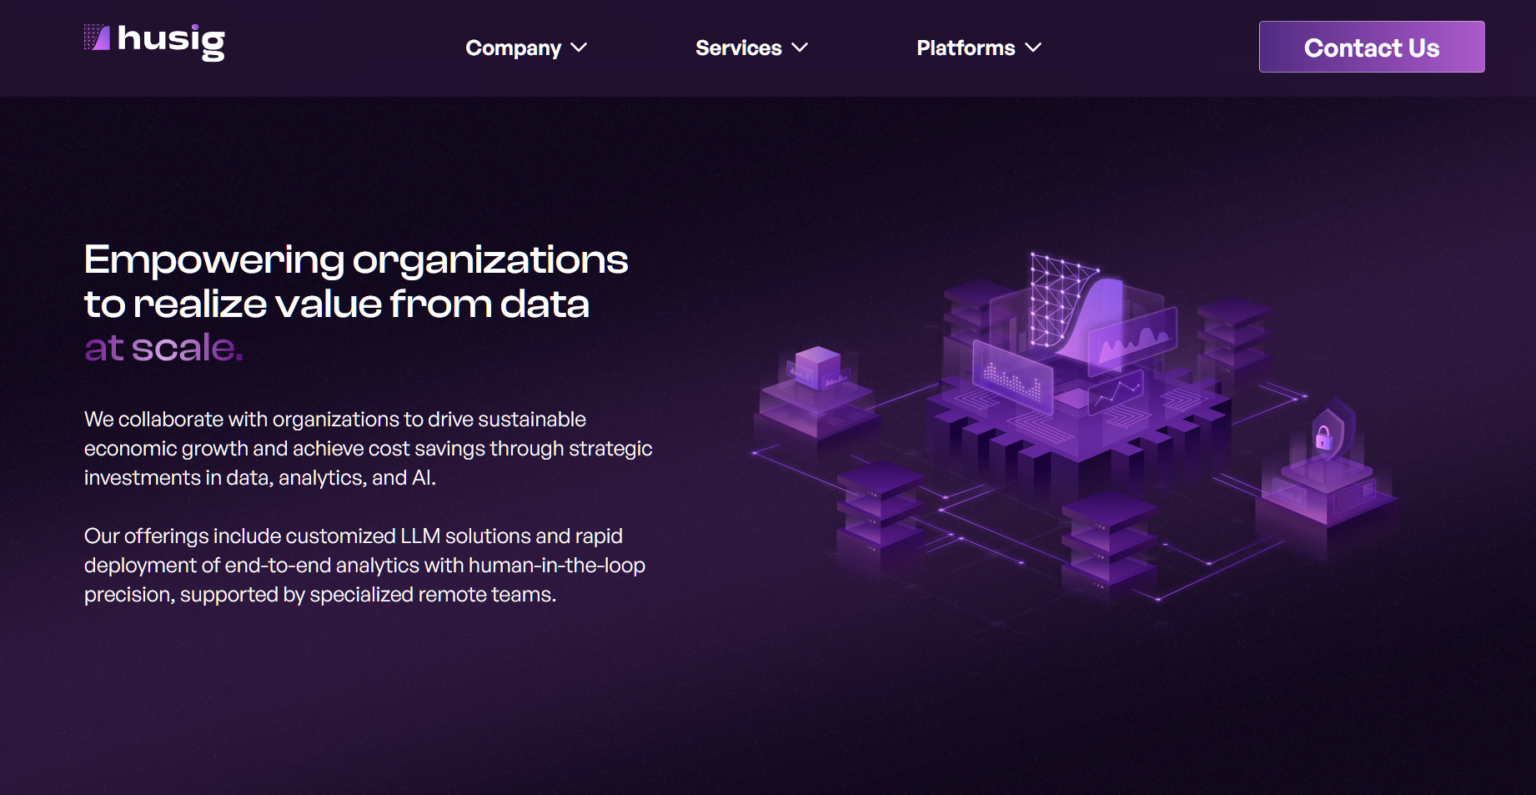 husig
Company
Services
Platforms
Contact Us
Empowering organizations
to realize value from data
at scale.
We collaborate with organizations to drive sustainable
economic growth and achieve cost savings through strategic
investments in data, analytics, and AI.
Our offerings include customized LLM solutions and rapid
deployment of end-to-end analytics with human-in-the-loop
precision, supported by specialized remote teams.